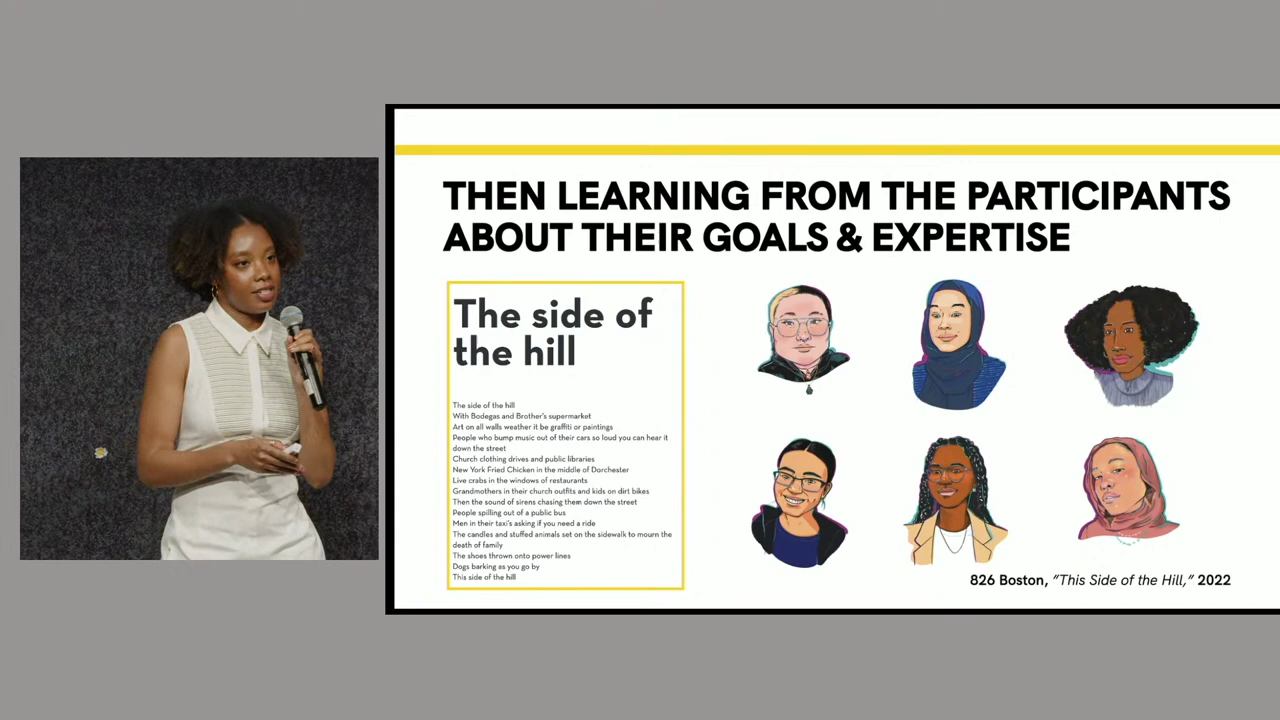 THEN LEARNING FROM THE PARTICIPANTS
ABOUT THEIR GOALS & EXPERTISE
The side of
the hill
The side of the hill
With Bodegas and Brother's supermarket
Art on all walls weather it be graffiti or paintings
People who bump music out of their cars so loud you can hear it
down the street
Church clothing drives and public libraries
New York Fried Chicken in the middle of Dorchester
Live crabs in the windows of restaurants
Grandmothers in their church outfits and kids on dirt bikes
Then the sound of sirens chasing them down the street
People spilling out of a public bus
Men in their taxi's asking if you need a ride
The candles and stuffed animals set on the sidewalk to mourn the
death of family
The shoes thrown onto power lines
Dogs barking as you go by
This side of the hill
826 Boston, "This Side of the Hill," 2022